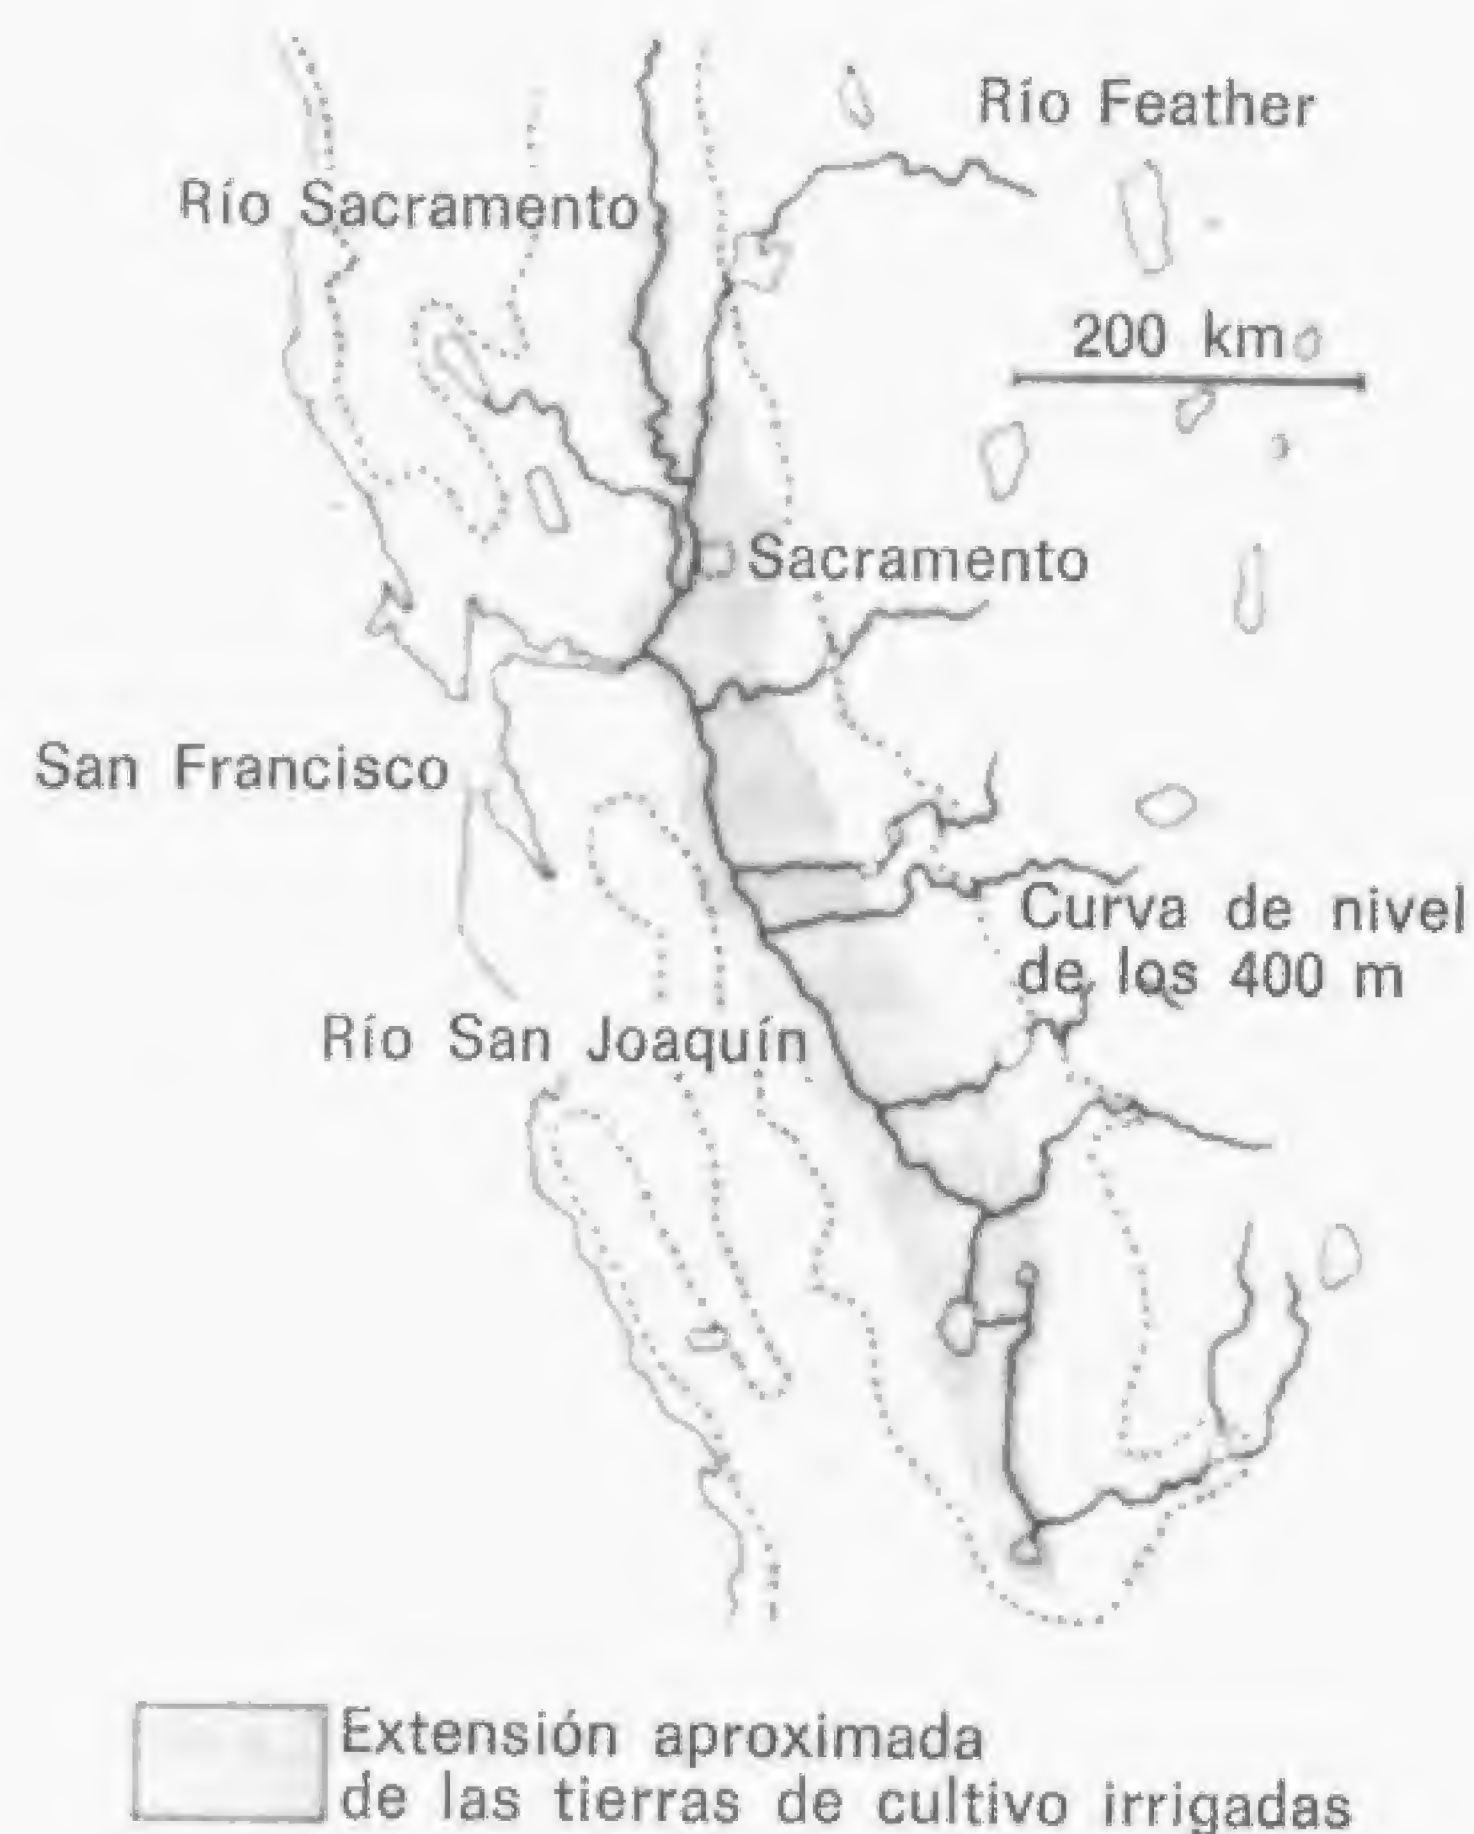 Río Feather
Río Sacramento
200 km
Sacramento
San Francisco
Curva de nivel
de los 400 m
Río San Joaquín
Extensión aproximada
de las tierras de cultivo irrigadas